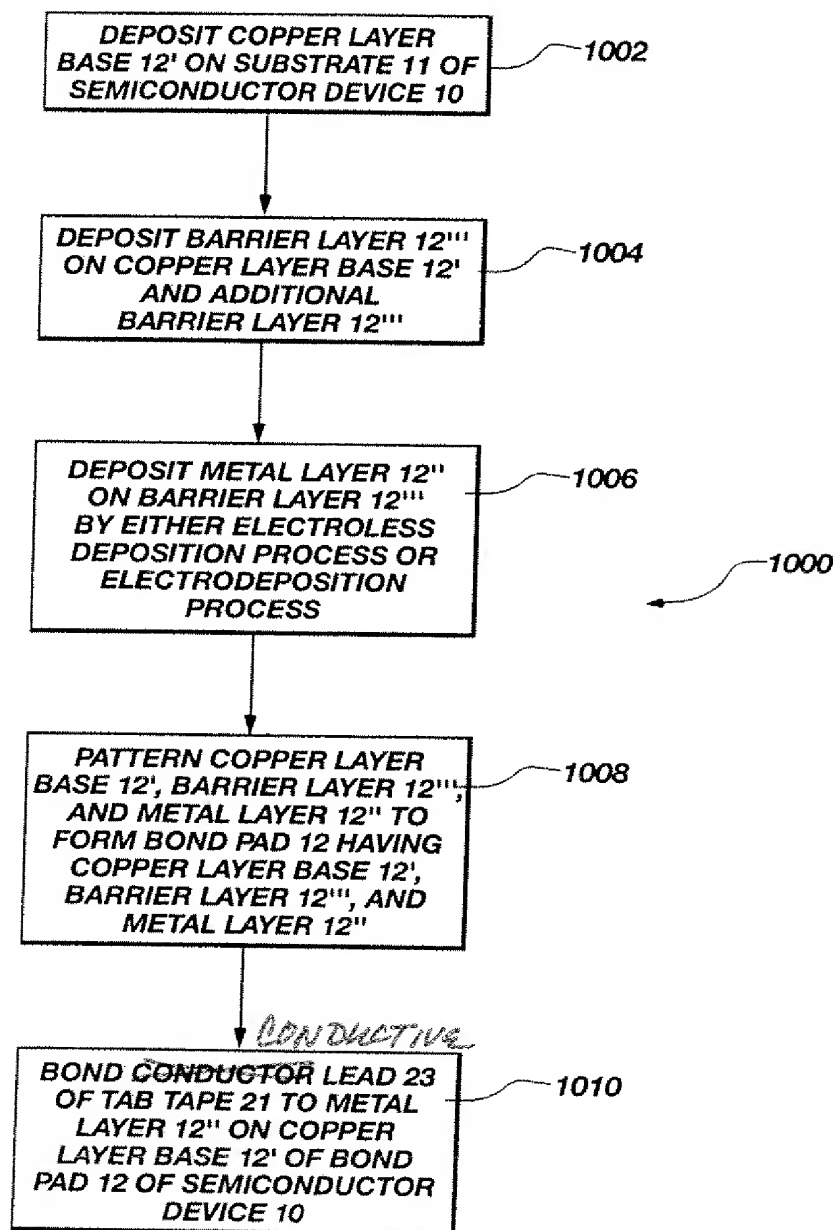 DEPOSIT COPPER LAYER
BASE 12' ON SUBSTRATE 11 OF
SEMICONDUCTOR DEVICE 10
1002
DEPOSIT BARRIER LAYER 12'''
ON COPPER LAYER BASE 12'
AND ADDITIONAL
BARRIER LAYER 12'''
1004
DEPOSIT METAL LAYER 12''
ON BARRIER LAYER 12'''
BY EITHER ELECTROLESS
DEPOSITION PROCESS OR
ELECTRODEPOSITION
PROCESS
1006
1000
PATTERN COPPER LAYER
BASE 12', BARRIER LAYER 12''',
AND METAL LAYER 12'' TO
FORM BOND PAD 12 HAVING
COPPER LAYER BASE 12',
BARRIER LAYER 12''', AND
METAL LAYER 12''
1008
CONDUCTIVE
BOND CONDUCTOR LEAD 23
OF TAB TAPE 21 TO METAL
LAYER 12'' ON COPPER
LAYER BASE 12' OF BOND
PAD 12 OF SEMICONDUCTOR
DEVICE 10
1010